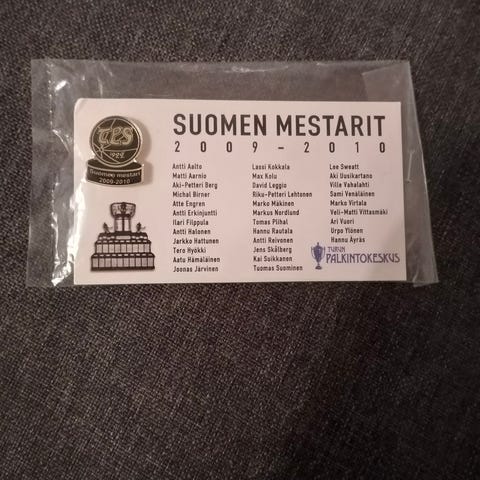 TPS
1922
Suomen mestari
2009-2010
SUOMEN MESTARIT
2009-2010
Antti Aalto
Matti Aarnio
Aki-Petteri Berg
Michal Birner
Atte Engren
Antti Erkinjuntti
Ilari Filppula
Antti Halonen
Jarkko Hattunen
Tero Hyökki
Aatu Hämäläinen
Joonas Järvinen
Lassi Kokkala
Max Kolu
David Leggio
Riku-Petteri Lehtonen
Marko Mäkinen
Markus Nordlund
Tomas Plihal
Hannu Rautala
Antti Reivonen
Jens Skålberg
Kai Suikkanen
Tuomas Suominen
Lee Sweatt
Aki Uusikartano
Ville Vahalahti
Sami Venäläinen
Marko Virtala
Veli-Matti Vittasmäki
Ari Vuori
Urpo Ylönen
Hannu Äyräs
TURUN
PALKINTOKESKUS